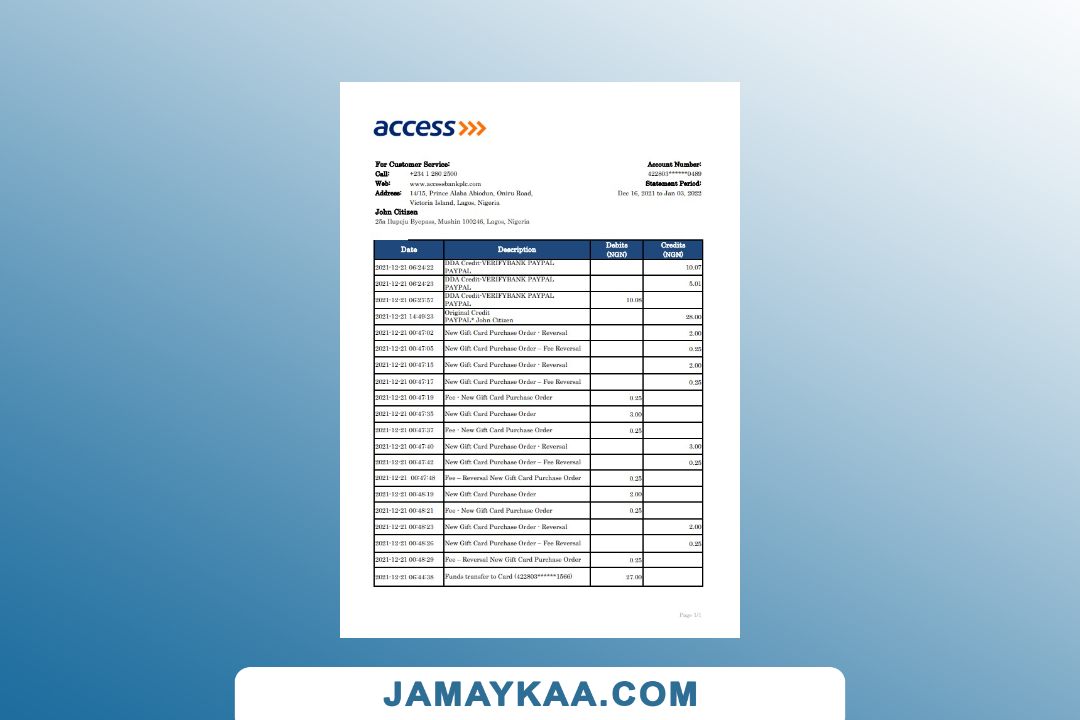 access
For Customer Service:
Call: +234 1 280 2500
Web: www.accessbankplc.com
Address: 14/15, Prince Alaba Abiodun, Oniru Road,
Victoria Island, Lagos, Nigeria
Account Number:
422803******0489
Statement Period:
Dec 16, 2021 to Jan 03, 2022
John Citizen
25a Ilupeju Byepass, Mushin 100246, Lagos, Nigeria
Date Description Debits (NGN) Credits (NGN)
2021-12-21 06:24:22 DDA Credit-VERIFYBANK PAYPAL PAYPAL 10.07
2021-12-21 06:24:23 DDA Credit-VERIFYBANK PAYPAL PAYPAL 5.01
2021-12-21 06:27:57 DDA Credit-VERIFYBANK PAYPAL PAYPAL 10.08
2021-12-21 14:49:23 Original Credit PAYPAL* John Citizen 28.00
2021-12-21 00:47:02 New Gift Card Purchase Order - Reversal 2.00
2021-12-21 00:47:05 New Gift Card Purchase Order – Fee Reversal 0.25
2021-12-21 00:47:15 New Gift Card Purchase Order - Reversal 2.00
2021-12-21 00:47:17 New Gift Card Purchase Order – Fee Reversal 0.25
2021-12-21 00:47:19 Fee - New Gift Card Purchase Order 0.25
2021-12-21 00:47:35 New Gift Card Purchase Order 3.00
2021-12-21 00:47:37 Fee - New Gift Card Purchase Order 0.25
2021-12-21 00:47:40 New Gift Card Purchase Order - Reversal 3.00
2021-12-21 00:47:42 New Gift Card Purchase Order – Fee Reversal 0.25
2021-12-21 00:47:48 Fee – Reversal New Gift Card Purchase Order 0.25
2021-12-21 00:48:19 New Gift Card Purchase Order 2.00
2021-12-21 00:48:21 Fee - New Gift Card Purchase Order 0.25
2021-12-21 00:48:23 New Gift Card Purchase Order - Reversal 2.00
2021-12-21 00:48:26 New Gift Card Purchase Order – Fee Reversal 0.25
2021-12-21 00:48:29 Fee – Reversal New Gift Card Purchase Order 0.25
2021-12-21 06:44:38 Funds transfer to Card (422803******1566) 27.00
Page 1/1
JAMAYKAA.COM